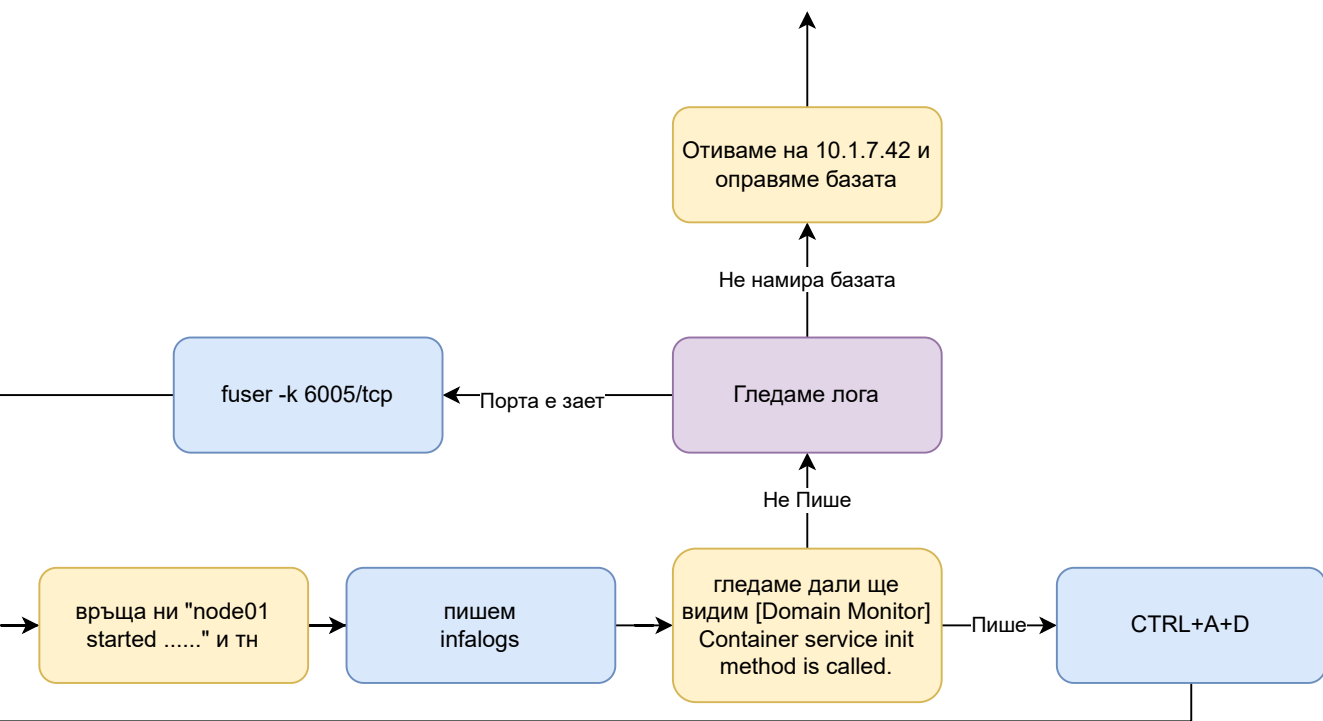 Отиваме на 10.1.7.42 и
оправяме базата
Не намира базата
fuser -k 6005/tcp
Порта е зает
Гледаме лога
Не Пише
връща ни "node01
started ......" и тн
пишем
infalogs
гледаме дали ще
видим [Domain Monitor]
Container service init
method is called.
Пише
CTRL+A+D